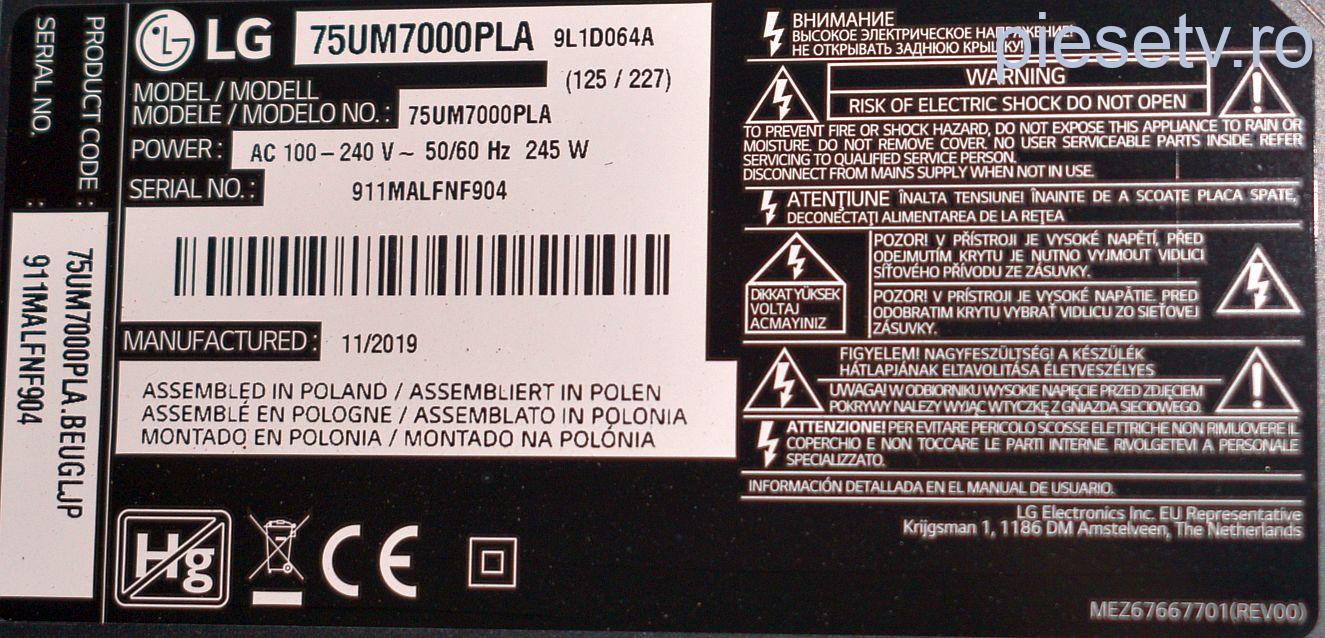 PRODUCT CODE : 75UM7000PLA.BEUGLJP
SERIAL NO. : 911MALFNF904
LG 75UM7000PLA 9L1D064A
(125 / 227)
MODEL / MODELL
MODELE / MODELO NO. : 75UM7000PLA
POWER : AC 100 – 240 V ~ 50/60 Hz 245 W
SERIAL NO. : 911MALFNF904
MANUFACTURED : 11/2019
ASSEMBLED IN POLAND / ASSEMBLIERT IN POLEN
ASSEMBLÉ EN POLOGNE / ASSEMBLATO IN POLONIA
MONTADO EN POLONIA / MONTADO NA POLÓNIA
Hg
CE
piesetv.ro
ВНИМАНИЕ
ВЫСОКОЕ ЭЛЕКТРИЧЕСКОЕ НАПРЯЖЕНИЕ!
НЕ ОТКРЫВАТЬ ЗАДНЮЮ КРЫШКУ!
WARNING
RISK OF ELECTRIC SHOCK DO NOT OPEN
TO PREVENT FIRE OR SHOCK HAZARD, DO NOT EXPOSE THIS APPLIANCE TO RAIN OR
MOISTURE. DO NOT REMOVE COVER. NO USER SERVICEABLE PARTS INSIDE. REFER
SERVICING TO QUALIFIED SERVICE PERSON.
DISCONNECT FROM MAINS SUPPLY WHEN NOT IN USE.
ATENŢIUNE ÎNALTA TENSIUNE! ÎNAINTE DE A SCOATE PLACA SPATE,
DECONECTAŢI ALIMENTAREA DE LA REŢEA
DİKKAT YÜKSEK
VOLTAJ
AÇMAYINIZ
POZOR! V PŘÍSTROJI JE VYSOKÉ NAPĚTÍ, PŘED
ODEJMUTÍM KRYTU JE NUTNO VYJMOUT VIDLICI
SÍŤOVÉHO PŘÍVODU ZE ZÁSUVKY.
POZOR! V PRÍSTROJI JE VYSOKÉ NAPÄTIE. PRED
ODOBRATIM KRYTU VYBRAŤ VIDLICU ZO SIEŤOVEJ
ZÁSUVKY.
FIGYELEM! NAGYFESZÜLTSÉG! A KÉSZÜLÉK
HÁTLAPJÁNAK ELTAVOLÍTÁSA ÉLETVESZÉLYES
UWAGA! W ODBIORNIKU WYSOKIE NAPIĘCIE PRZED ZDJĘCIEM
POKRYWY NALEŻY WYJĄĆ WTYCZKĘ Z GNIAZDA SIECIOWEGO.
ATTENZIONE! PER EVITARE PERICOLO SCOSSE ELETTRICHE NON RIMUOVERE IL
COPERCHIO E NON TOCCARE LE PARTI INTERNE. RIVOLGETEVI A PERSONALE
SPECIALIZZATO.
INFORMACIÓN DETALLADA EN EL MANUAL DE USUARIO.
LG Electronics Inc. EU Representative
Krijgsman 1, 1186 DM Amstelveen, The Netherlands
MEZ67667701(REV00)